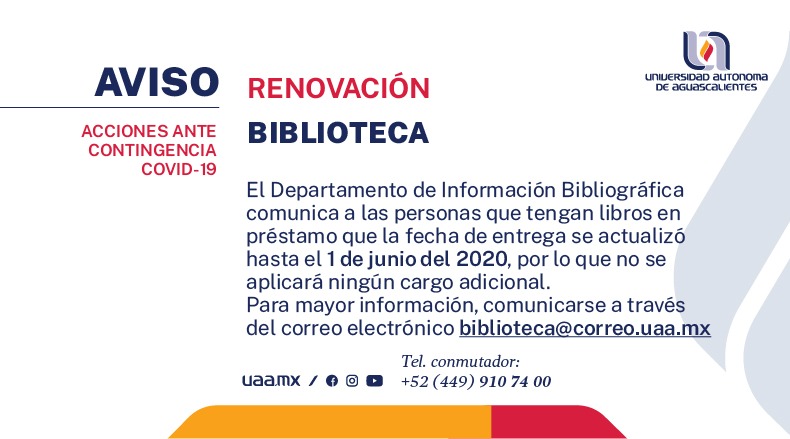 AVISO
ACCIONES ANTE
CONTINGENCIA
COVID-19
RENOVACIÓN
BIBLIOTECA
UNIVERSIDAD AUTONOMA
DE AGUASCALIENTES
El Departamento de Información Bibliográfica
comunica a las personas que tengan libros en
préstamo que la fecha de entrega se actualizó
hasta el 1 de junio del 2020, por lo que no se
aplicará ningún cargo adicional.
Para mayor información, comunicarse a través
del correo electrónico biblioteca@correo.uaa.mx
uaa.mx /
Tel. conmutador:
+52 (449) 910 74 00